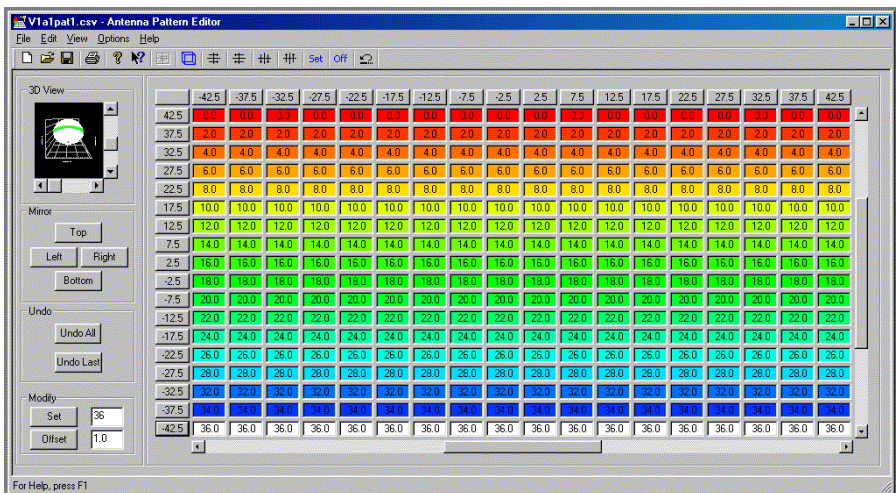 V1a1pat1.csv - Antenna Pattern Editor
File Edit View Options Help
Set Off
3D View
Mirror
Top
Left Right
Bottom
Undo
Undo All
Undo Last
Modify
Set 36
Offset 1.0
-42.5 -37.5 -32.5 -27.5 -22.5 -17.5 -12.5 -7.5 -2.5 2.5 7.5 12.5 17.5 22.5 27.5 32.5 37.5 42.5
42.5 0.0 0.0 0.0 0.0 0.0 0.0 0.0 0.0 0.0 0.0 0.0 0.0 0.0 0.0 0.0 0.0 0.0 0.0
37.5 2.0 2.0 2.0 2.0 2.0 2.0 2.0 2.0 2.0 2.0 2.0 2.0 2.0 2.0 2.0 2.0 2.0 2.0
32.5 4.0 4.0 4.0 4.0 4.0 4.0 4.0 4.0 4.0 4.0 4.0 4.0 4.0 4.0 4.0 4.0 4.0 4.0
27.5 6.0 6.0 6.0 6.0 6.0 6.0 6.0 6.0 6.0 6.0 6.0 6.0 6.0 6.0 6.0 6.0 6.0 6.0
22.5 8.0 8.0 8.0 8.0 8.0 8.0 8.0 8.0 8.0 8.0 8.0 8.0 8.0 8.0 8.0 8.0 8.0 8.0
17.5 10.0 10.0 10.0 10.0 10.0 10.0 10.0 10.0 10.0 10.0 10.0 10.0 10.0 10.0 10.0 10.0 10.0 10.0
12.5 12.0 12.0 12.0 12.0 12.0 12.0 12.0 12.0 12.0 12.0 12.0 12.0 12.0 12.0 12.0 12.0 12.0 12.0
7.5 14.0 14.0 14.0 14.0 14.0 14.0 14.0 14.0 14.0 14.0 14.0 14.0 14.0 14.0 14.0 14.0 14.0 14.0
2.5 16.0 16.0 16.0 16.0 16.0 16.0 16.0 16.0 16.0 16.0 16.0 16.0 16.0 16.0 16.0 16.0 16.0 16.0
-2.5 18.0 18.0 18.0 18.0 18.0 18.0 18.0 18.0 18.0 18.0 18.0 18.0 18.0 18.0 18.0 18.0 18.0 18.0
-7.5 20.0 20.0 20.0 20.0 20.0 20.0 20.0 20.0 20.0 20.0 20.0 20.0 20.0 20.0 20.0 20.0 20.0 20.0
-12.5 22.0 22.0 22.0 22.0 22.0 22.0 22.0 22.0 22.0 22.0 22.0 22.0 22.0 22.0 22.0 22.0 22.0 22.0
-17.5 24.0 24.0 24.0 24.0 24.0 24.0 24.0 24.0 24.0 24.0 24.0 24.0 24.0 24.0 24.0 24.0 24.0 24.0
-22.5 26.0 26.0 26.0 26.0 26.0 26.0 26.0 26.0 26.0 26.0 26.0 26.0 26.0 26.0 26.0 26.0 26.0 26.0
-27.5 28.0 28.0 28.0 28.0 28.0 28.0 28.0 28.0 28.0 28.0 28.0 28.0 28.0 28.0 28.0 28.0 28.0 28.0
-32.5 32.0 32.0 32.0 32.0 32.0 32.0 32.0 32.0 32.0 32.0 32.0 32.0 32.0 32.0 32.0 32.0 32.0 32.0
-37.5 34.0 34.0 34.0 34.0 34.0 34.0 34.0 34.0 34.0 34.0 34.0 34.0 34.0 34.0 34.0 34.0 34.0 34.0
-42.5 36.0 36.0 36.0 36.0 36.0 36.0 36.0 36.0 36.0 36.0 36.0 36.0 36.0 36.0 36.0 36.0 36.0 36.0
For Help, press F1